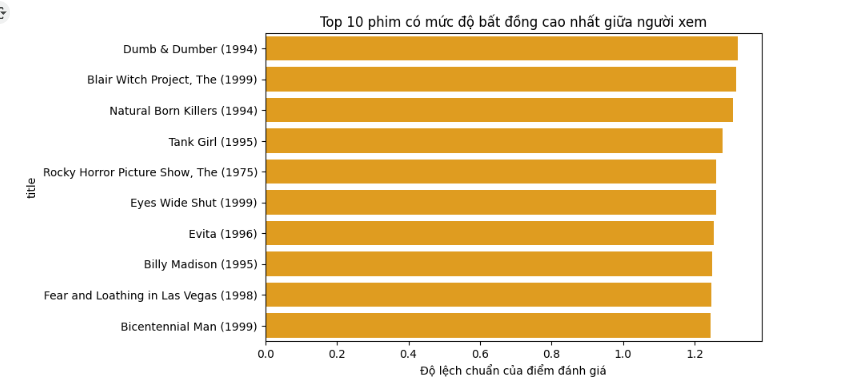 Top 10 phim có mức độ bất đồng cao nhất giữa người xem
title
Dumb & Dumber (1994)
Blair Witch Project, The (1999)
Natural Born Killers (1994)
Tank Girl (1995)
Rocky Horror Picture Show, The (1975)
Eyes Wide Shut (1999)
Evita (1996)
Billy Madison (1995)
Fear and Loathing in Las Vegas (1998)
Bicentennial Man (1999)
0.0 0.2 0.4 0.6 0.8 1.0 1.2
Độ lệch chuẩn của điểm đánh giá